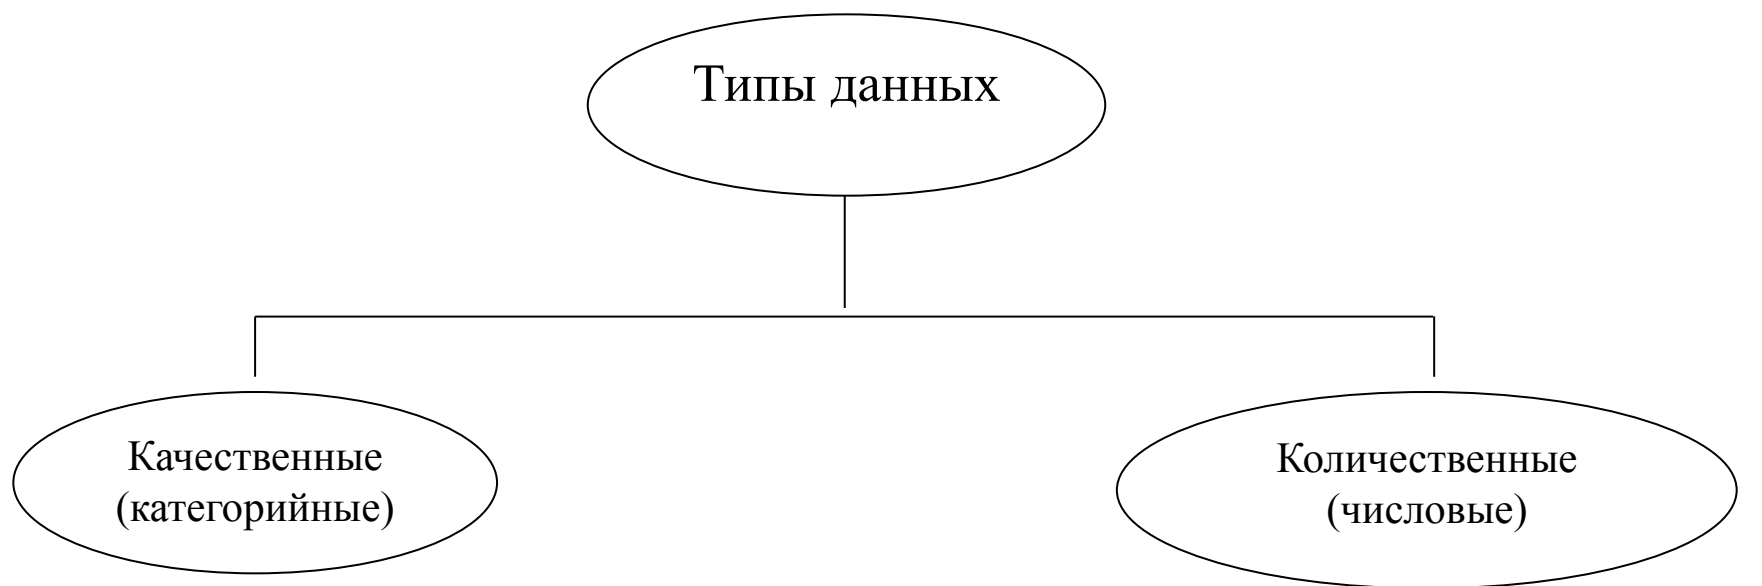 Типы данных
Качественные
(категорийные)
Количественные
(числовые)